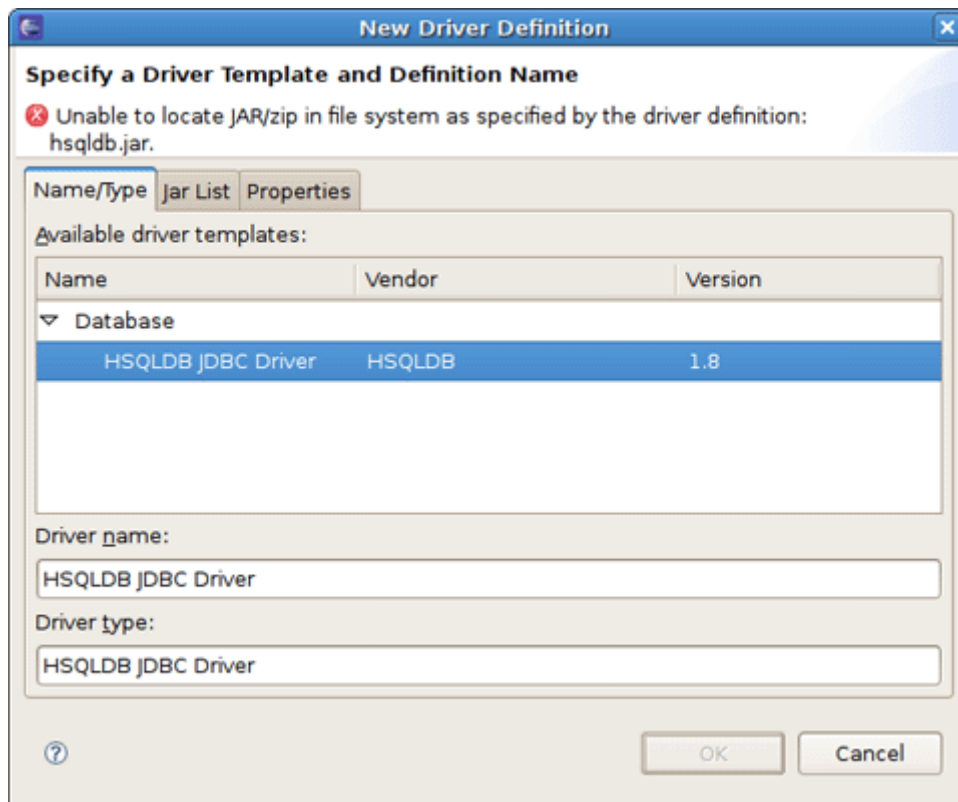 New Driver Definition
Specify a Driver Template and Definition Name
Unable to locate JAR/zip in file system as specified by the driver definition:
hsqldb.jar.
Name/Type Jar List Properties
Available driver templates:
Name Vendor Version
Database
HSQLDB JDBC Driver HSQLDB 1.8
Driver name:
HSQLDB JDBC Driver
Driver type:
HSQLDB JDBC Driver
OK Cancel